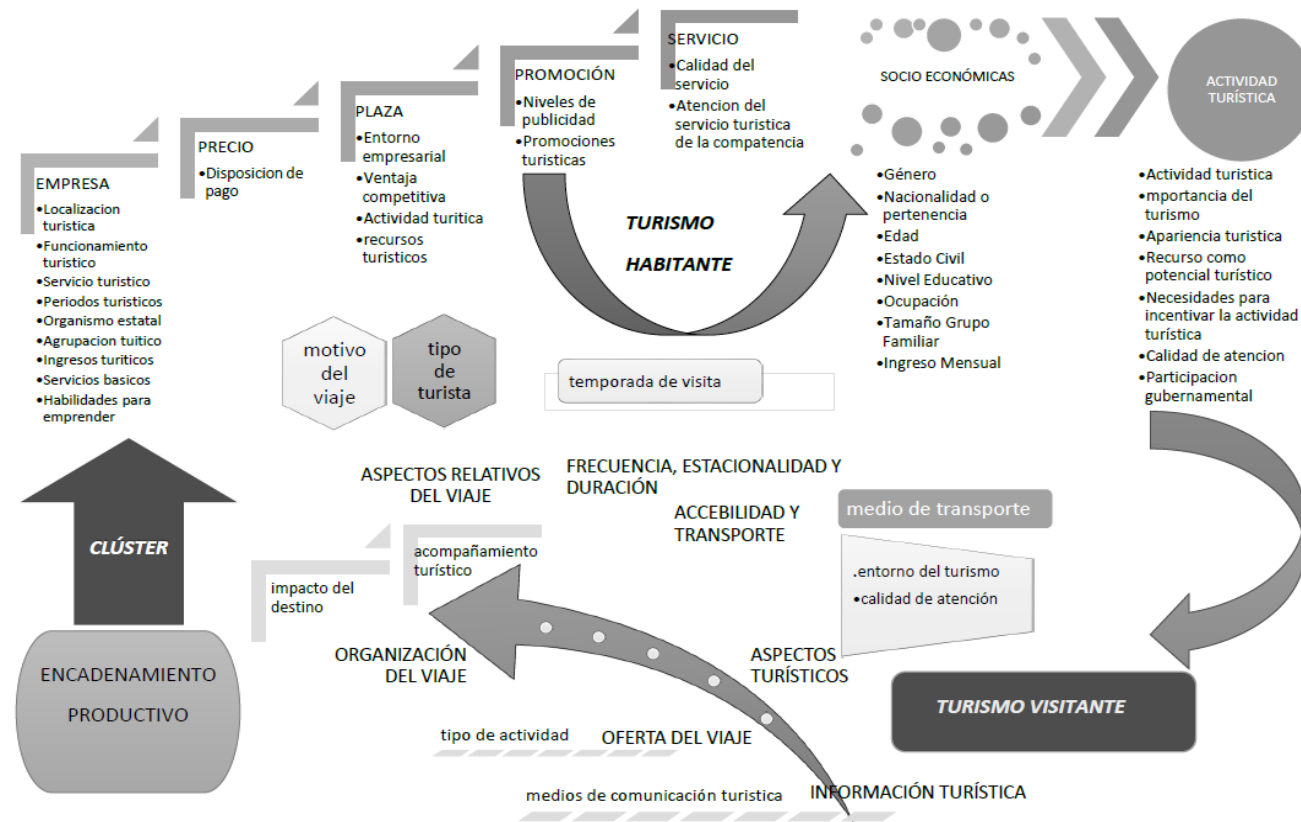 EMPRESA
•Localizacion
turistica
•Funcionamiento
turistico
•Servicio turistico
•Periodos turisticos
•Organismo estatal
•Agrupacion tuitico
•Ingresos turiticos
•Servicios basicos
•Habilidades para
emprender
PRECIO
•Disposicion de
pago
PLAZA
•Entorno
empresarial
•Ventaja
competitiva
•Actividad turitica
•recursos
turisticos
PROMOCIÓN
•Niveles de
publicidad
•Promociones
turisticas
SERVICIO
•Calidad del
servicio
•Atencion del
servicio turistica
de la competancia
TURISMO
HABITANTE
SOCIO ECONÓMICAS
•Género
•Nacionalidad o
pertenencia
•Edad
•Estado Civil
•Nivel Educativo
•Ocupación
•Tamaño Grupo
Familiar
•Ingreso Mensual
ACTIVIDAD
TURÍSTICA
•Actividad turistica
•mportancia del
turismo
•Apariencia turistica
•Recurso como
potencial turístico
•Necesidades para
incentivar la actividad
turística
•Calidad de atencion
•Participacion
gubernamental
motivo
del
viaje
tipo
de
turista
temporada de visita
ASPECTOS RELATIVOS
DEL VIAJE
FRECUENCIA, ESTACIONALIDAD Y
DURACIÓN
ACCEBILIDAD Y
TRANSPORTE
medio de transporte
.entorno del turismo
•calidad de atención
CLÚSTER
acompañamiento
turístico
impacto del
destino
ORGANIZACIÓN
DEL VIAJE
ASPECTOS
TURÍSTICOS
ENCADENAMIENTO
PRODUCTIVO
TURISMO VISITANTE
tipo de actividad
OFERTA DEL VIAJE
medios de comunicación turistica
INFORMACIÓN TURÍSTICA